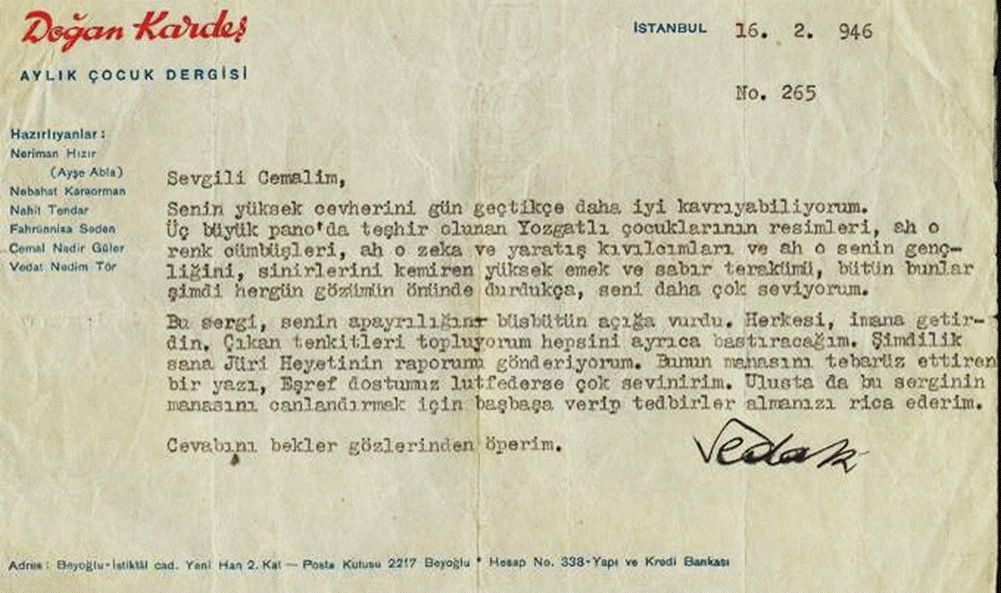 Doğan Kardeş
AYLIK ÇOCUK DERGİSİ
İSTANBUL 16. 2. 946
No. 265
Hazırlıyanlar :
Neriman Hızır
(Ayşe Abla)
Nebahat Karaorman
Nahit Tendar
Fahrünnisa Seden
Cemal Nadir Güler
Vedat Nedim Tör
Sevgili Cemalim,
Senin yüksek cevherini gün geçtikçe daha iyi kavrıyabiliyorum.
Üç büyük pano'da teşhir olunan Yozgatlı çocuklarının resimleri, ah o
renk cümbüşleri, ah o zeka ve yaratış kıvılcımları ve ah o senin genç-
liğini, sinirlerini kemiren yüksek emek ve sabır terakümü, bütün bunlar
şimdi hergün gözümün önünde durdukça, seni daha çok seviyorum.
Bu sergi, senin apayrılığını büsbütün açığa vurdu. Herkesi, imana getir-
din. Çıkan tenkitleri topluyorum hepsini ayrıca bastıracağım. Şimdilik
sana Jüri Heyetinin raporunu gönderiyorum. Bunun manasını tebarüz ettiren
bir yazı, Eşref dostumuz lutfederse çok sevinirim. Ulusta da bu serginin
manasını canlandırmak için başbaşa verip tedbirler almanızı rica ederim.
Cevabını bekler gözlerinden öperim.
Vedat
Adres : Beyoğlu-İstiklâl cad. Yeni Han 2. Kat — Posta Kutusu 2217 Beyoğlu * Hesap No. 338-Yapı ve Kredi Bankası